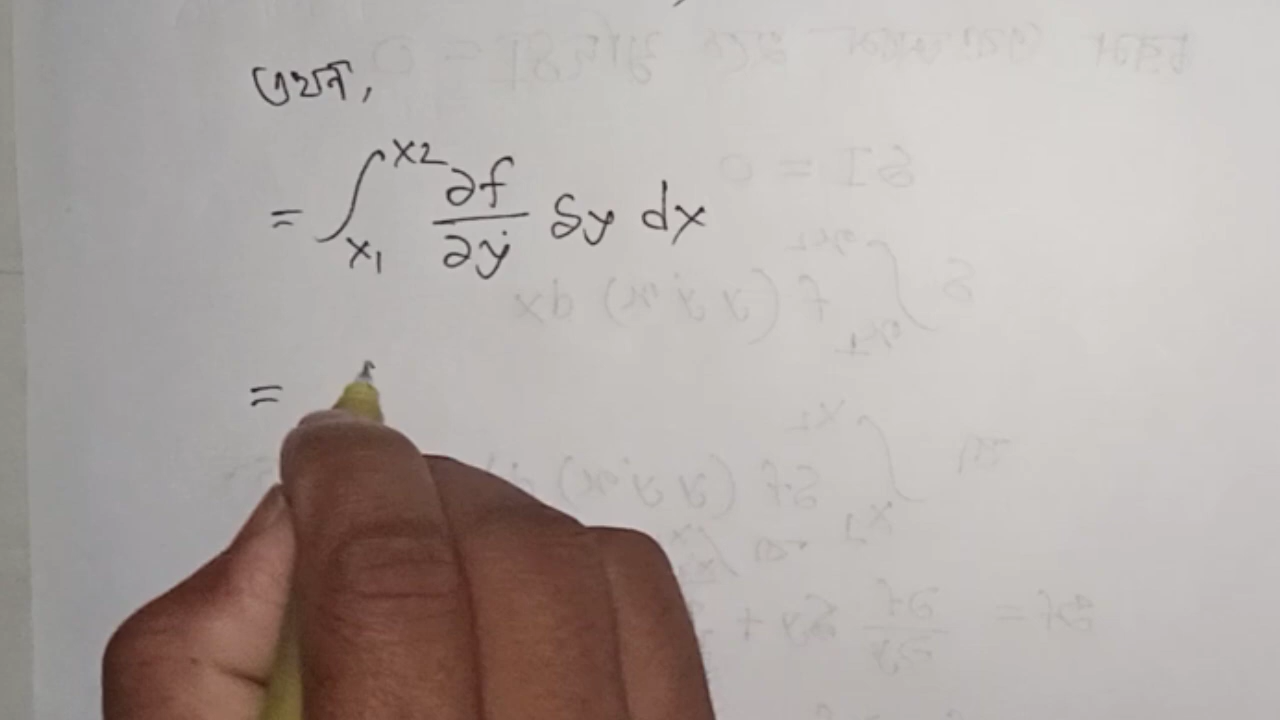 এখন,
= ∫_{x1}^{x2} ∂f/∂ẏ δy dx
=